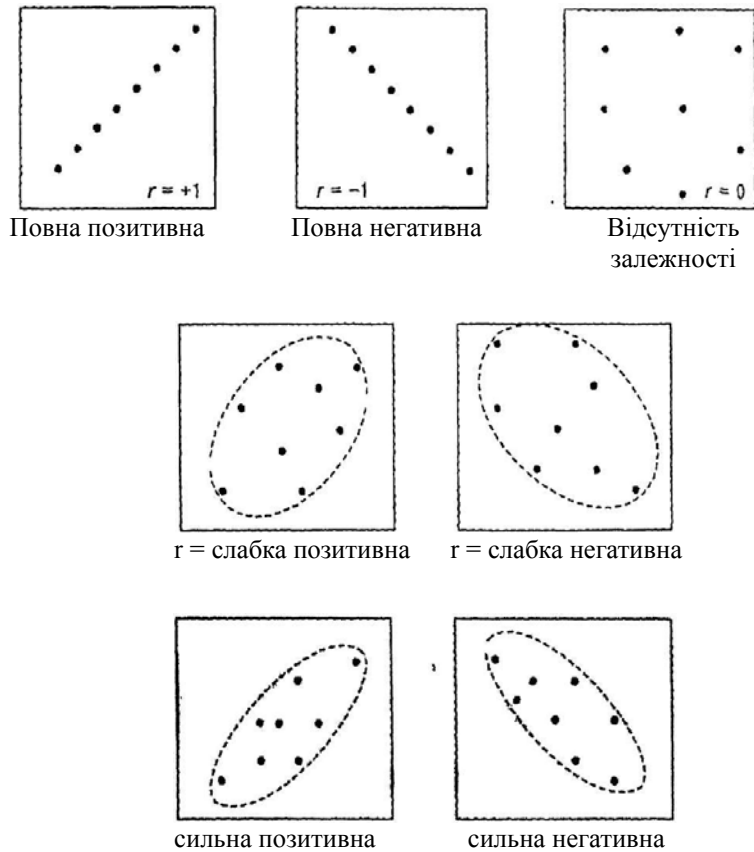 r = +1
r = −1
r = 0
Повна позитивна
Повна негативна
Відсутність
залежності
r = слабка позитивна
r = слабка негативна
сильна позитивна
сильна негативна